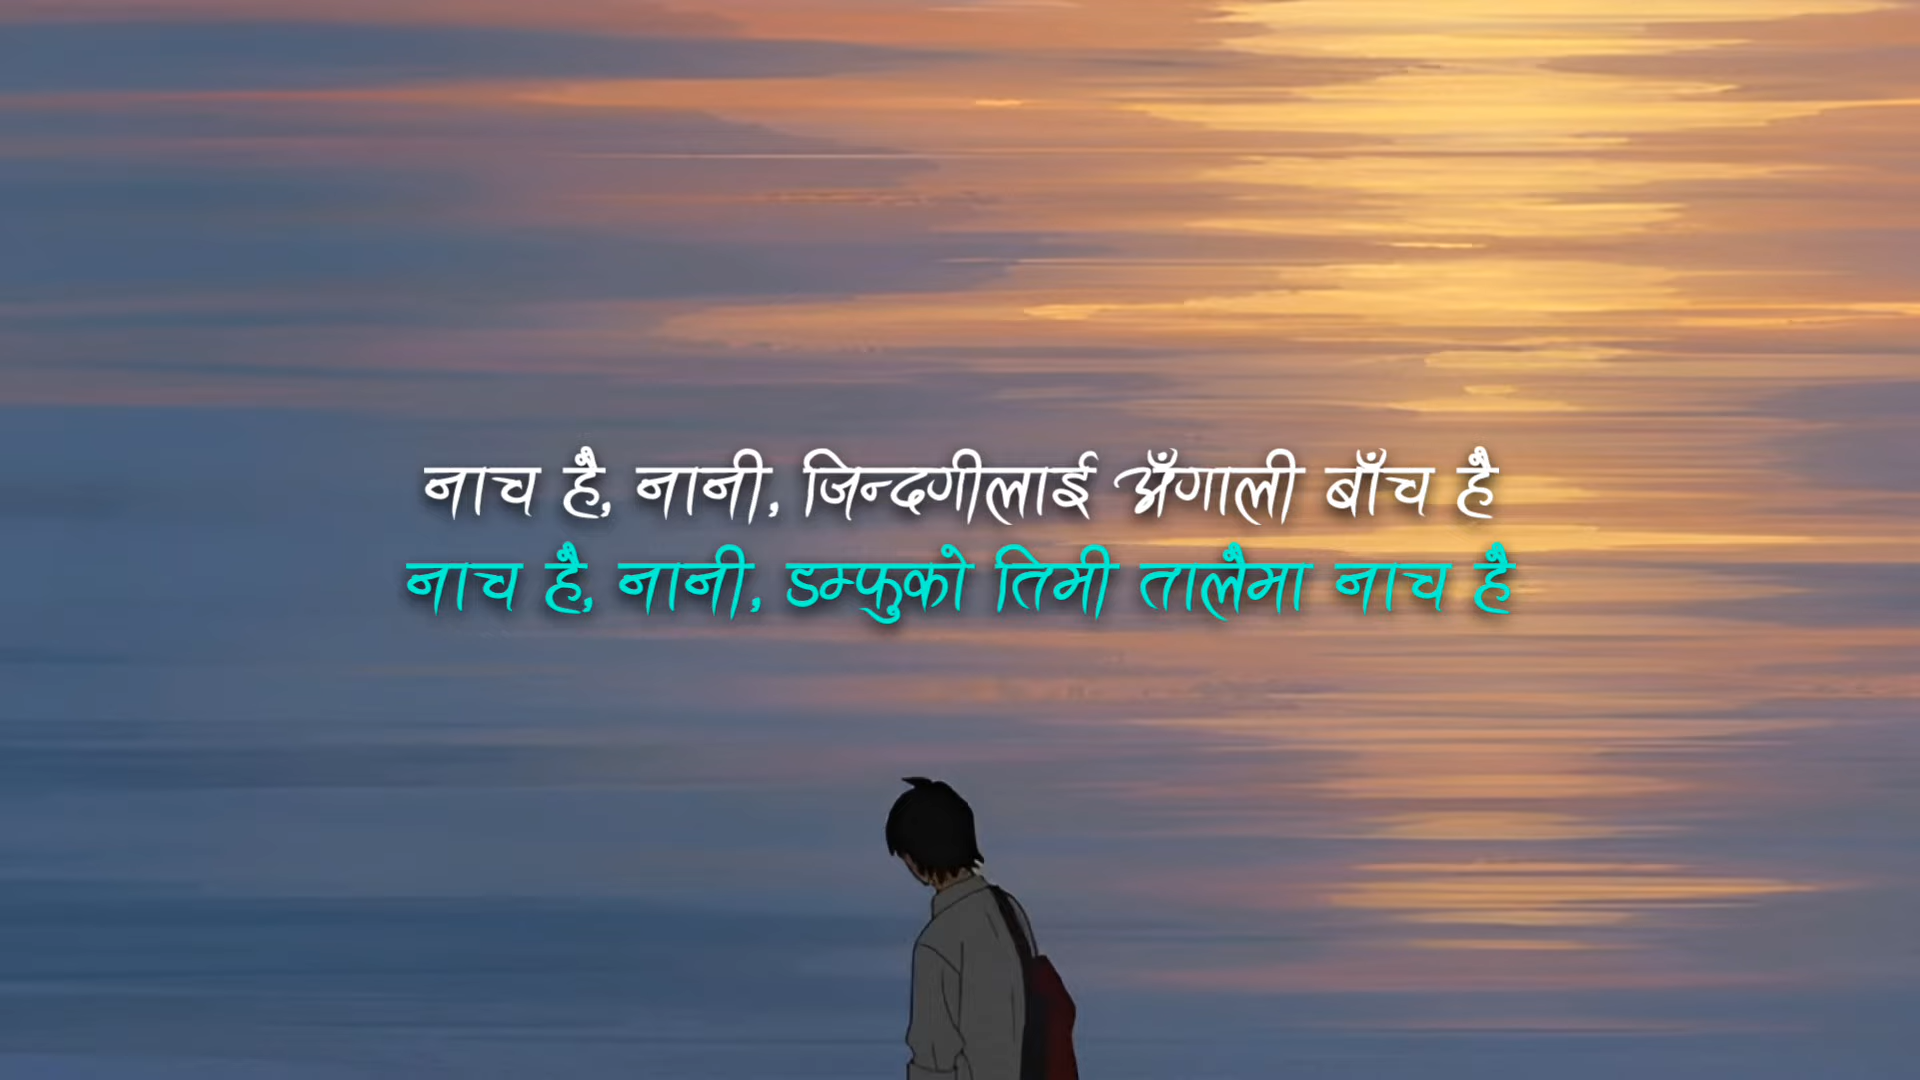 नाच है, नानी, जिन्दगीलाई अँगाली बाँच है
नाच है, नानी, डम्फुको तिमी तालैमा नाच है